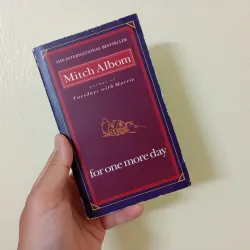 THE INTERNATIONAL BESTSELLER
Mitch Albom
Author of
Tuesdays with Morrie
for one more day